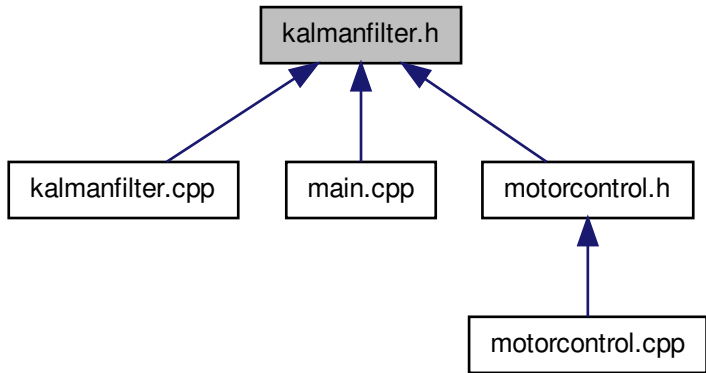 kalmanfilter.h
kalmanfilter.cpp
main.cpp
motorcontrol.h
motorcontrol.cpp